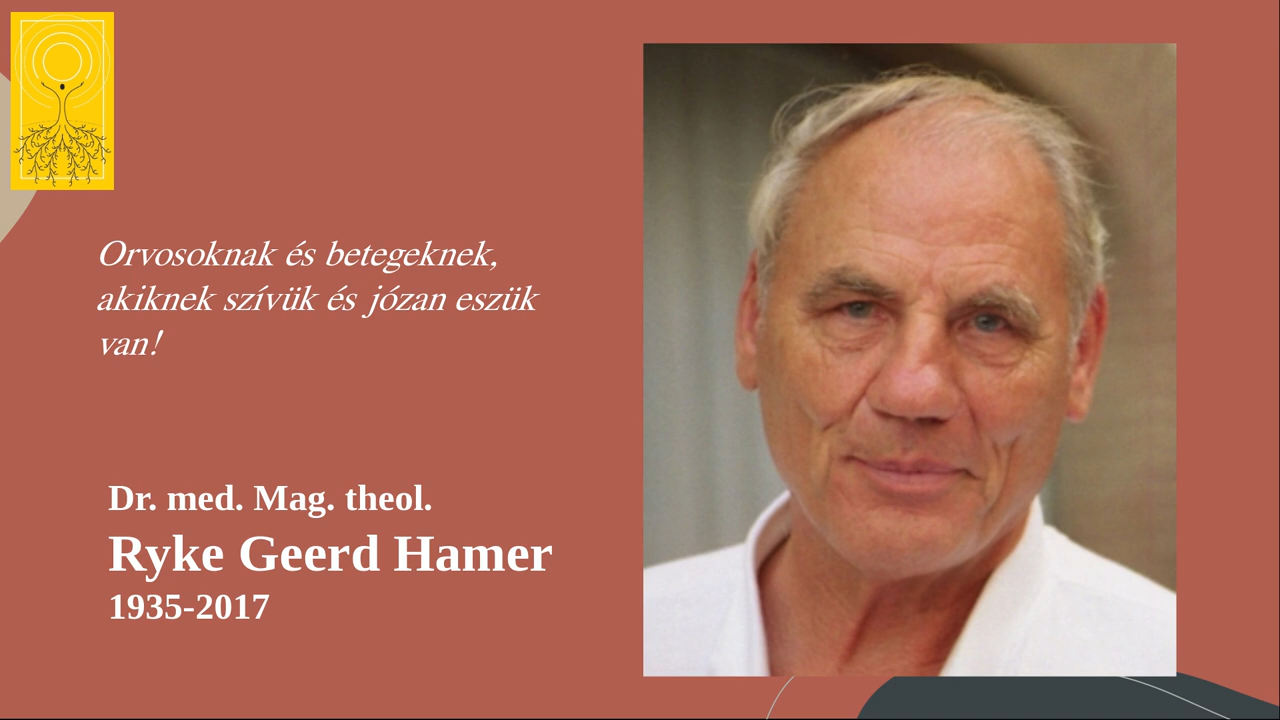 Orvosoknak és betegeknek,
akiknek szívük és józan eszük
van!
Dr. med. Mag. theol.
Ryke Geerd Hamer
1935-2017